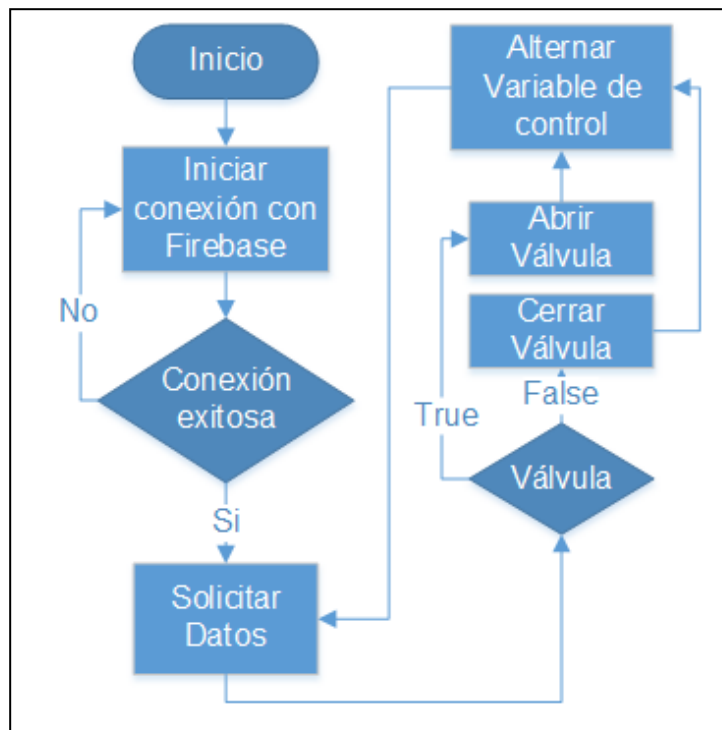 Inicio
Iniciar
conexión con
Firebase
No
Conexión
exitosa
Si
Solicitar
Datos
Alternar
Variable de
control
Abrir
Válvula
Cerrar
Válvula
True
False
Válvula